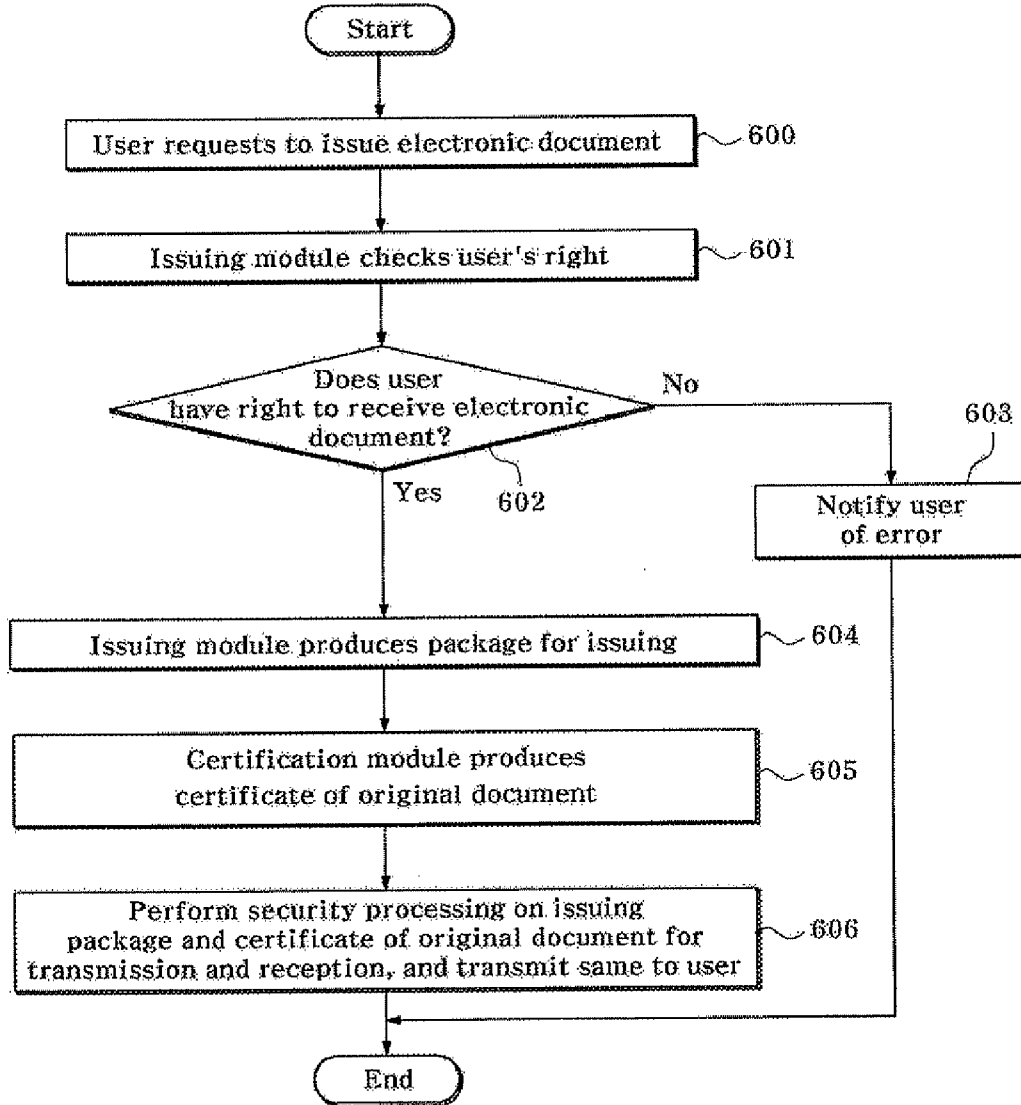 Start
User requests to issue electronic document
600
Issuing module checks user's right
601
Does user
have right to receive electronic
document?
No
602
Yes
603
Notify user
of error
Issuing module produces package for issuing
604
Certification module produces
certificate of original document
605
Perform security processing on issuing
package and certificate of original document for
transmission and reception, and transmit same to user
606
End